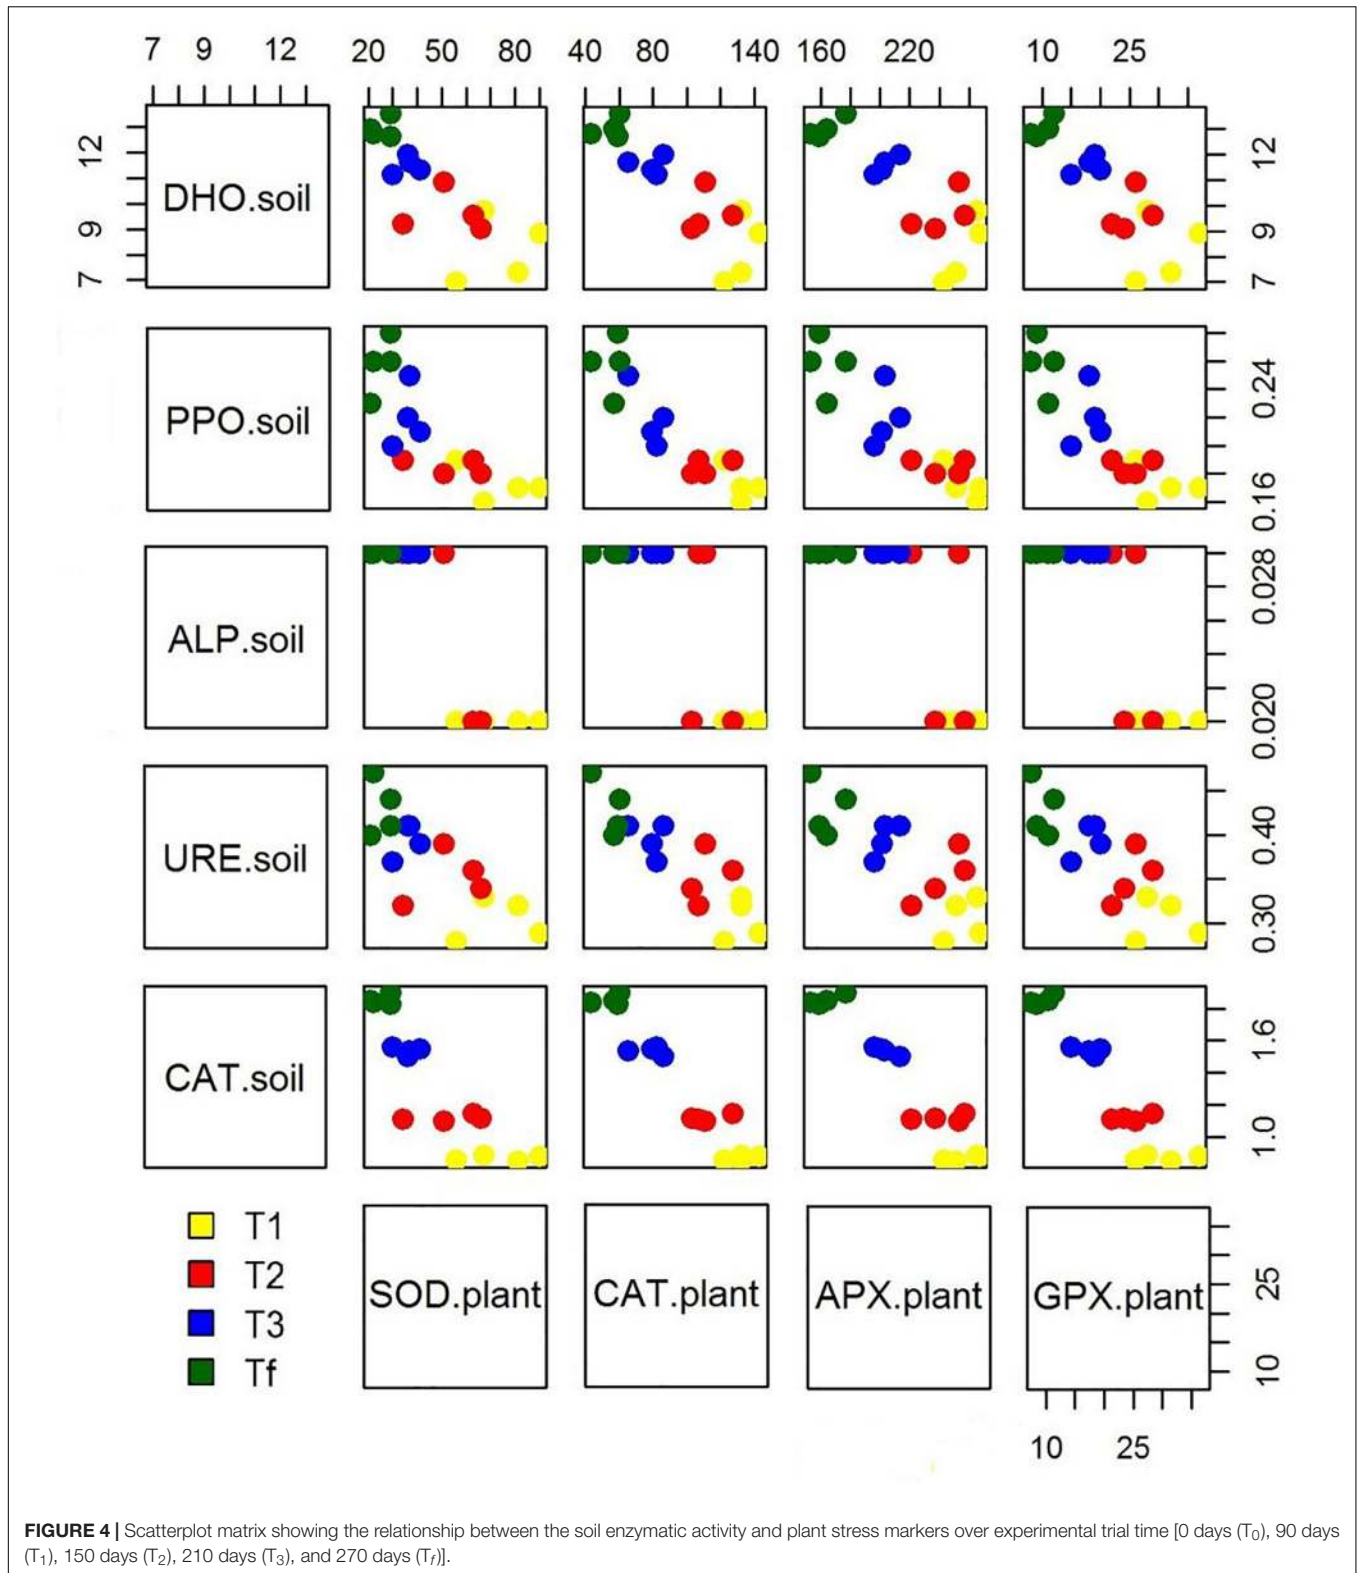 7 9 12 20 50 80 40 80 140 160 220 10 25
DHO.soil
7 9 12
7 9 12
PPO.soil
0.16 0.24
ALP.soil
0.020 0.028
URE.soil
0.30 0.40
CAT.soil
1.0 1.6
T1
T2
T3
Tf
SOD.plant CAT.plant APX.plant GPX.plant
10 25
10 25
FIGURE 4 | Scatterplot matrix showing the relationship between the soil enzymatic activity and plant stress markers over experimental trial time [0 days (T0), 90 days
(T1), 150 days (T2), 210 days (T3), and 270 days (Tf)].